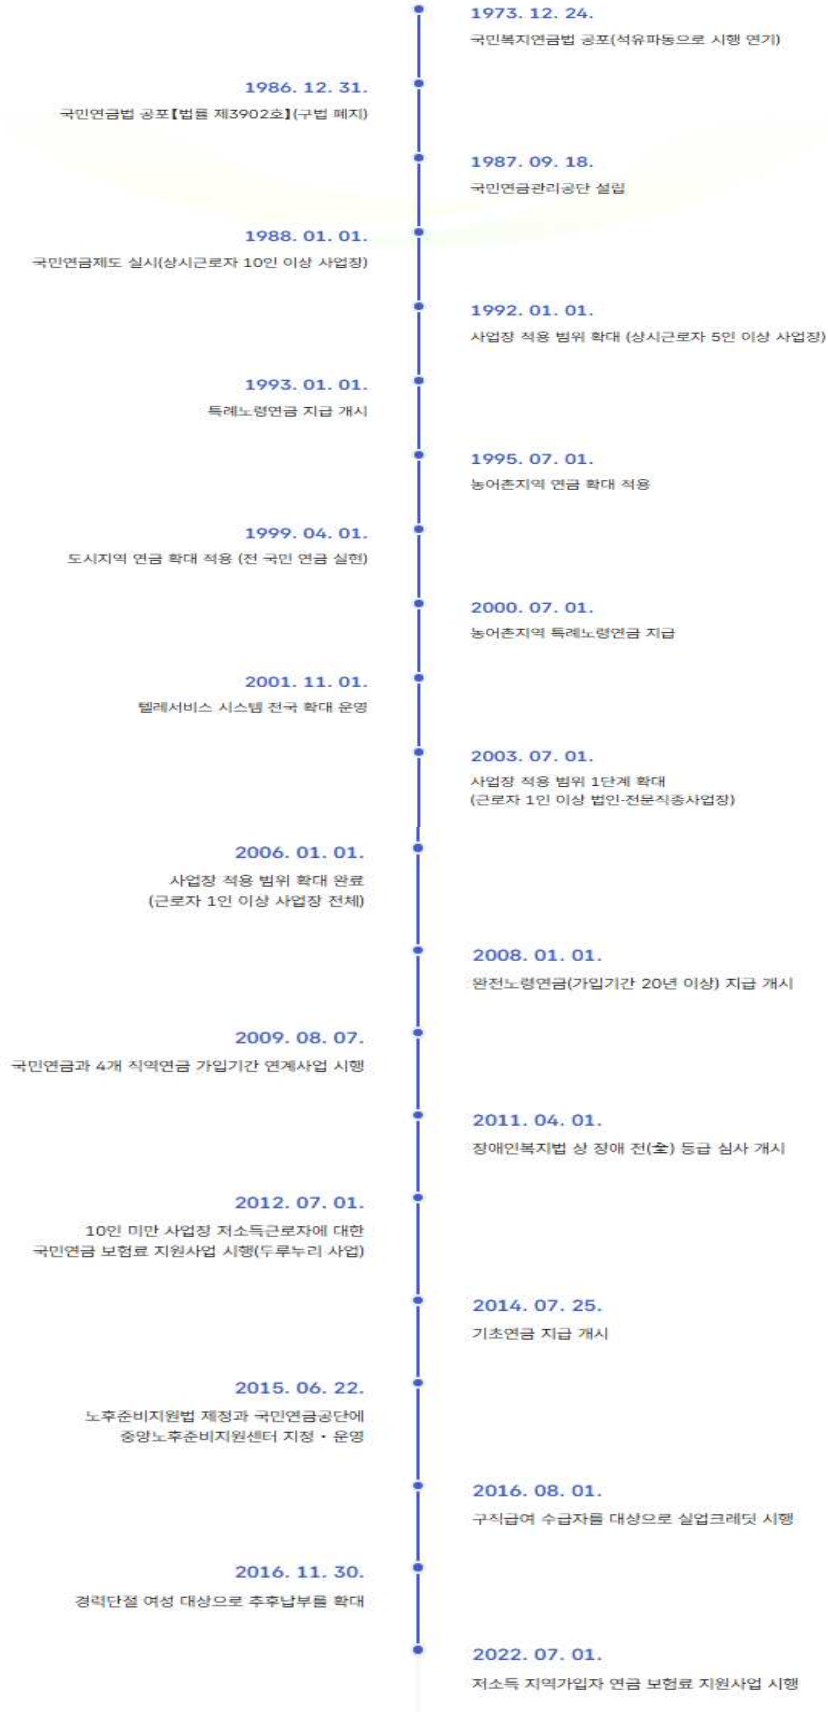 1973. 12. 24.
국민복지연금법 공포(석유파동으로 시행 연기)
1986. 12. 31.
국민연금법 공포【법률 제3902호】(구법 폐지)
1987. 09. 18.
국민연금관리공단 설립
1988. 01. 01.
국민연금제도 실시(상시근로자 10인 이상 사업장)
1992. 01. 01.
사업장 적용 범위 확대 (상시근로자 5인 이상 사업장)
1993. 01. 01.
특례노령연금 지급 개시
1995. 07. 01.
농어촌지역 연금 확대 적용
1999. 04. 01.
도시지역 연금 확대 적용 (전 국민 연금 실현)
2000. 07. 01.
농어촌지역 특례노령연금 지급
2001. 11. 01.
텔레서비스 시스템 전국 확대 운영
2003. 07. 01.
사업장 적용 범위 1단계 확대
(근로자 1인 이상 법인·전문직종사업장)
2006. 01. 01.
사업장 적용 범위 확대 완료
(근로자 1인 이상 사업장 전체)
2008. 01. 01.
완전노령연금(가입기간 20년 이상) 지급 개시
2009. 08. 07.
국민연금과 4개 직역연금 가입기간 연계사업 시행
2011. 04. 01.
장애인복지법 상 장애 전(全) 등급 심사 개시
2012. 07. 01.
10인 미만 사업장 저소득근로자에 대한
국민연금 보험료 지원사업 시행(두루누리 사업)
2014. 07. 25.
기초연금 지급 개시
2015. 06. 22.
노후준비지원법 제정과 국민연금공단에
중앙노후준비지원센터 지정・운영
2016. 08. 01.
구직급여 수급자를 대상으로 실업크레딧 시행
2016. 11. 30.
경력단절 여성 대상으로 추후납부를 확대
2022. 07. 01.
저소득 지역가입자 연금 보험료 지원사업 시행